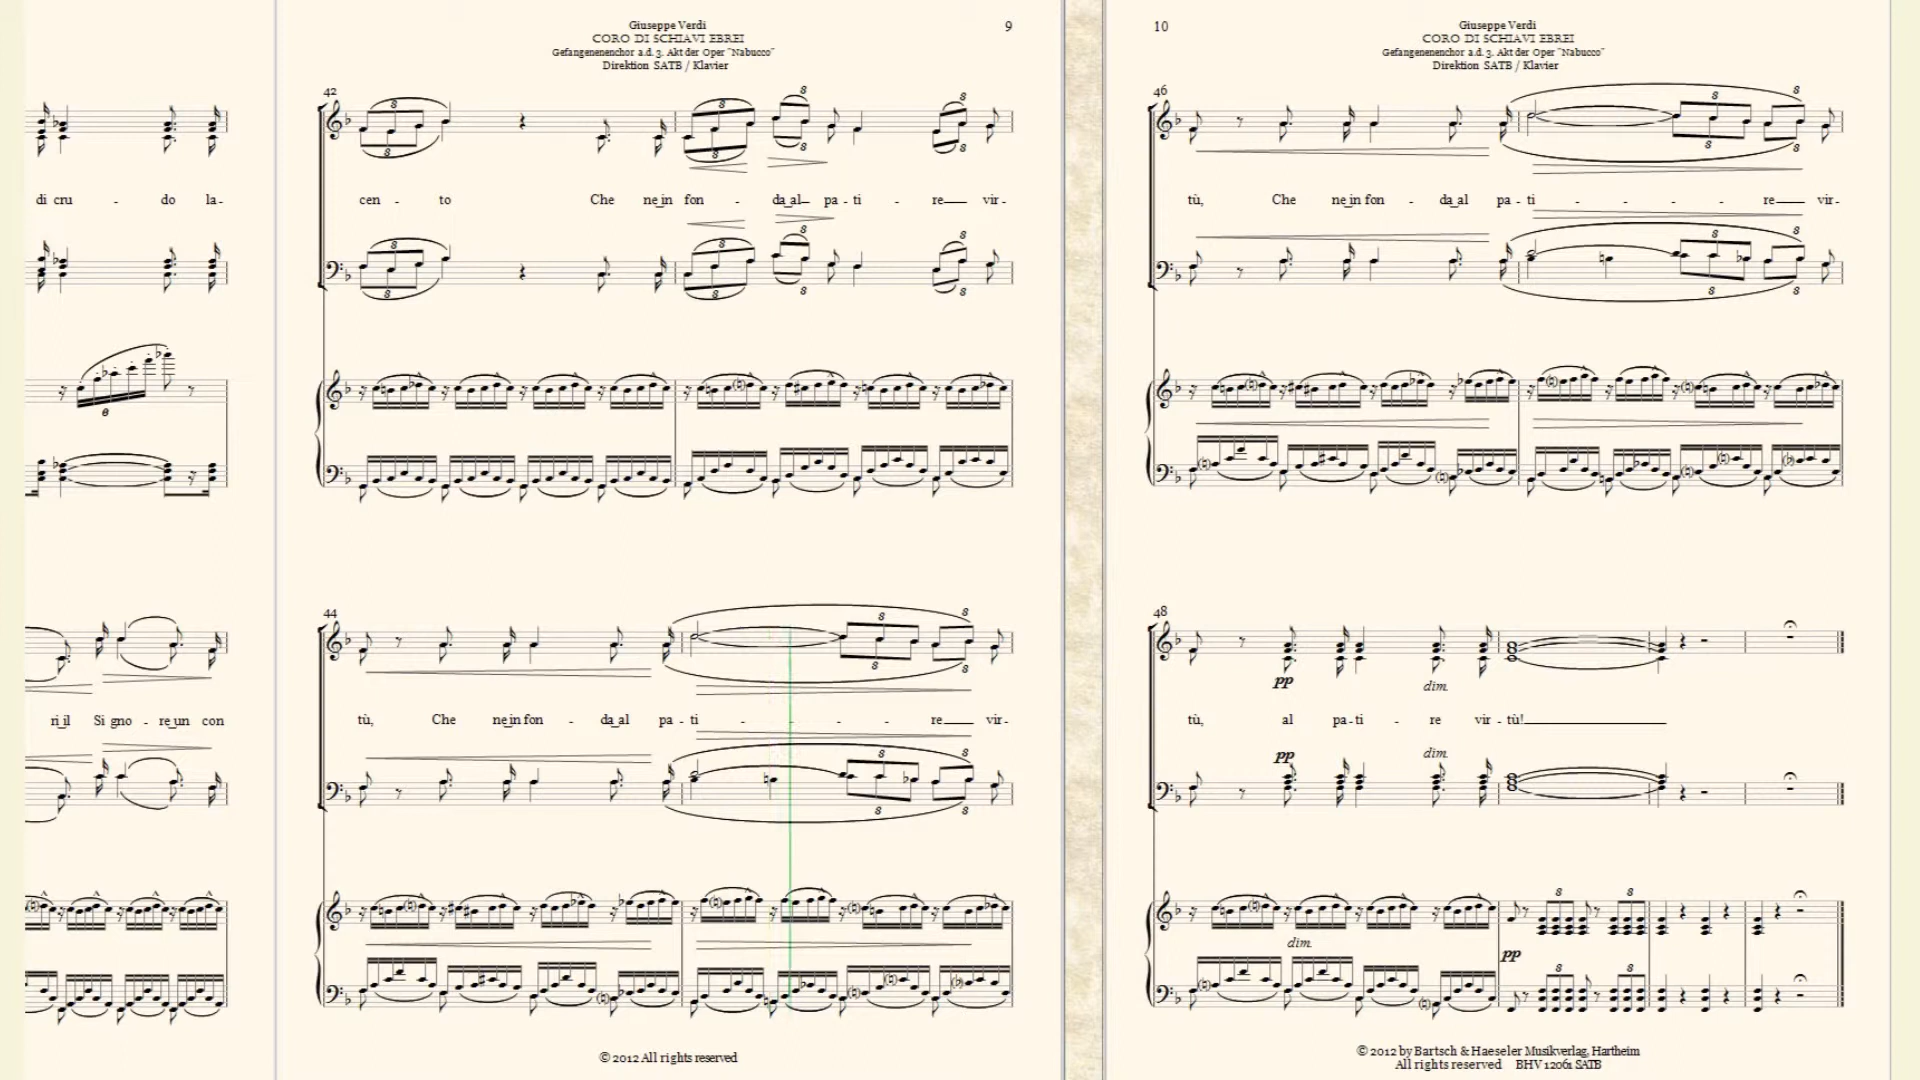 di cru - do la-
ri il Si gno - re un con
Giuseppe Verdi
9
CORO DI SCHIAVI EBREI
Gefangenenchor a.d. 3. Akt der Oper "Nabucco"
Direktion SATB / Klavier
42
cen - to Che ne in fon - da al pa - ti - re vir -
44
tù, Che ne in fon - da al pa - ti - - - - re vir-
© 2012 All rights reserved
10
Giuseppe Verdi
CORO DI SCHIAVI EBREI
Gefangenenchor a.d. 3. Akt der Oper "Nabucco"
Direktion SATB / Klavier
46
tù, Che ne in fon - da al pa - ti - - - - re vir-
48
pp dim.
tù, al pa - ti - re vir - tù!
pp dim.
dim.
pp
© 2012 by Bartsch & Haeseler Musikverlag, Hartheim
All rights reserved BHV 12061 SATB